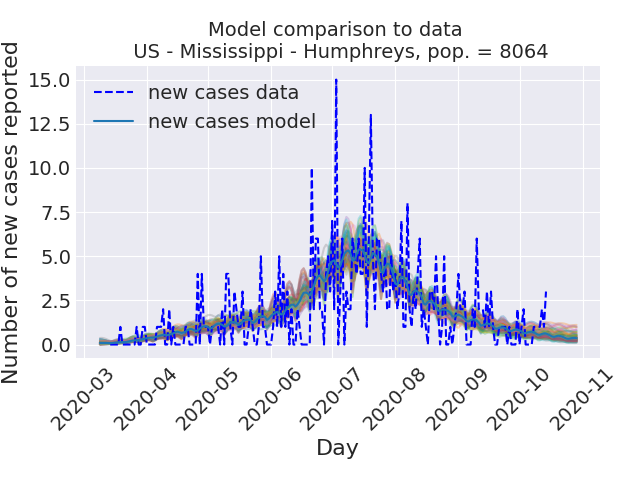 Model comparison to data
US - Mississippi - Humphreys, pop. = 8064
Number of new cases reported
15.0
12.5
10.0
7.5
5.0
2.5
0.0
new cases data
new cases model
2020-03
2020-04
2020-05
2020-06
2020-07
2020-08
2020-09
2020-10
2020-11
Day